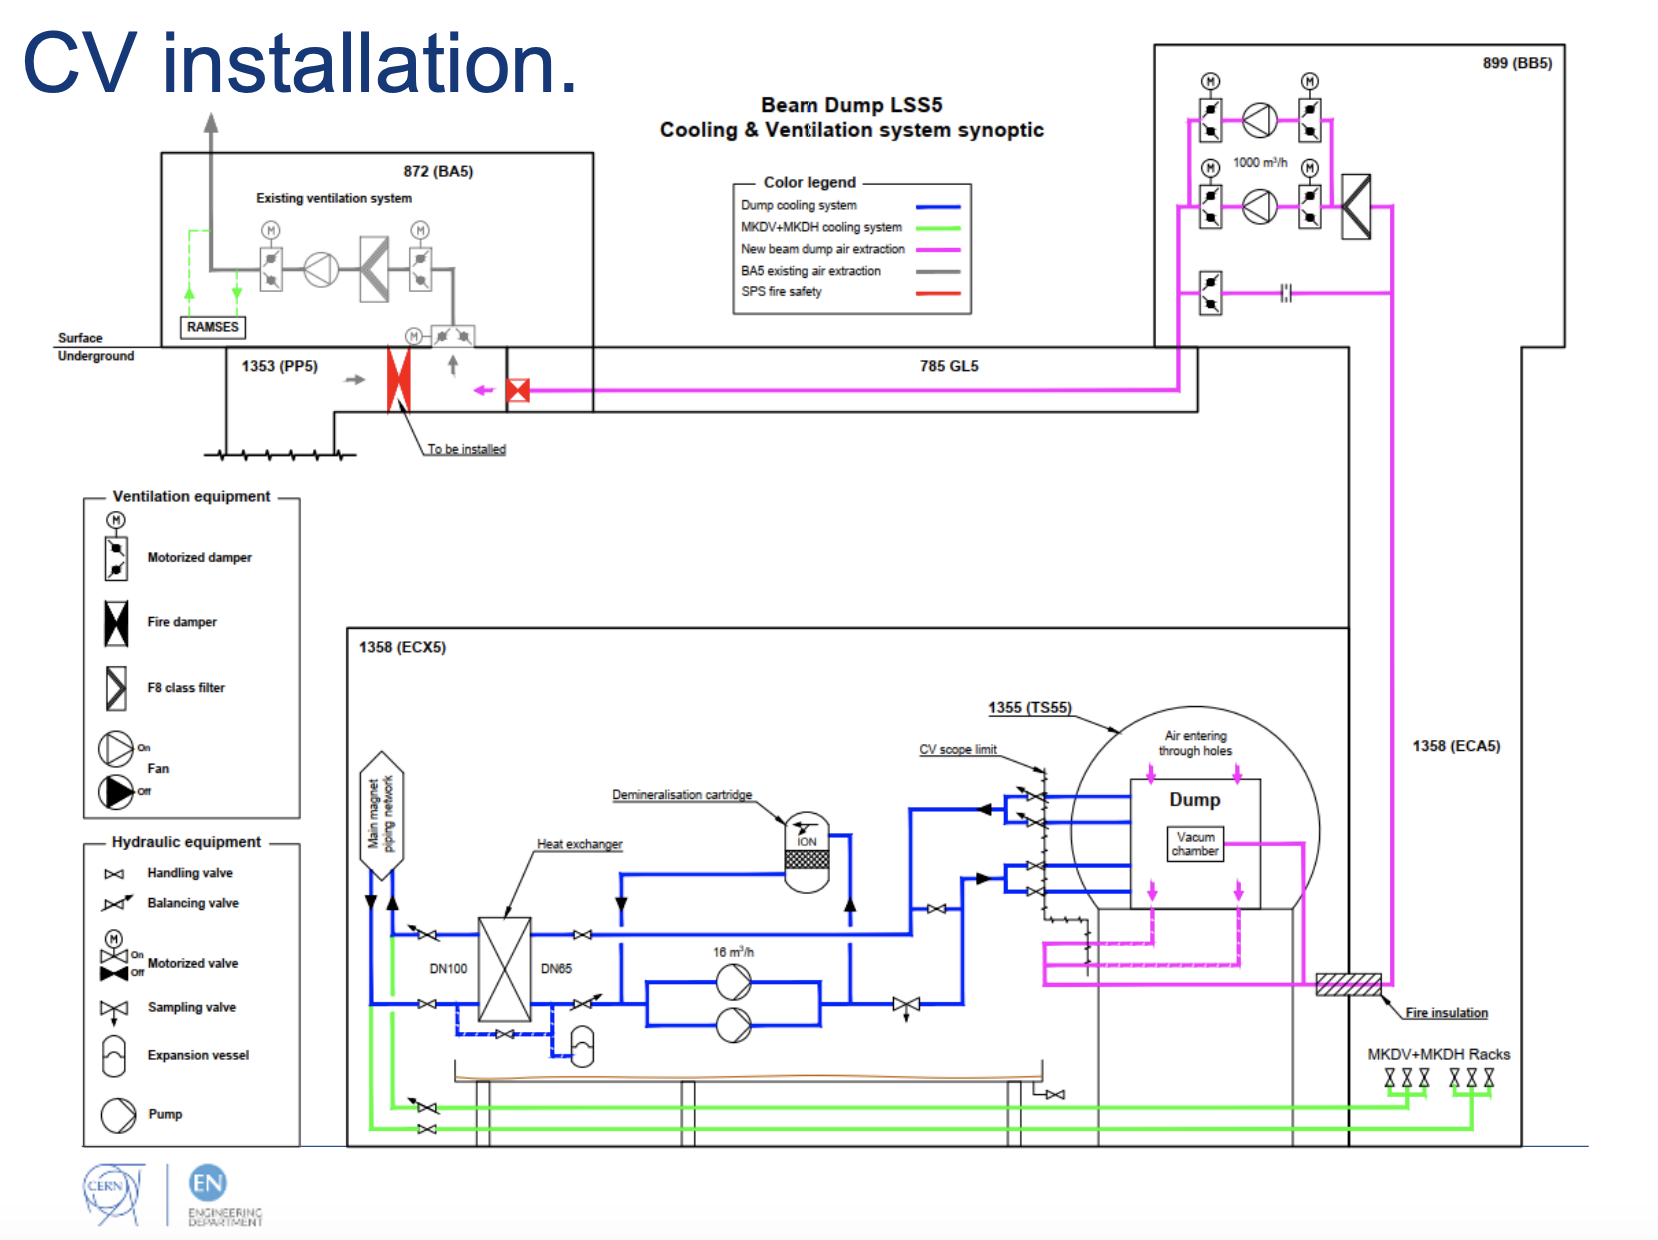 CV installation.
Beam Dump LSS5
Cooling & Ventilation system synoptic
899 (BB5)
M
M
1000 m³/h
M
M
872 (BA5)
Existing ventilation system
M
M
M
RAMSES
Color legend
Dump cooling system
MKDV+MKDH cooling system
New beam dump air extraction
BA5 existing air extraction
SPS fire safety
Surface
Underground
1353 (PP5)
785 GL5
To be installed
Ventilation equipment
M
Motorized damper
Fire damper
F8 class filter
On
Fan
Off
Hydraulic equipment
Handling valve
Balancing valve
M
On
Off
Motorized valve
Sampling valve
Expansion vessel
Pump
1358 (ECX5)
1355 (TS55)
CV scope limit
Air entering
through holes
1358 (ECA5)
Main magnet
piping network
Demineralisation cartridge
ION
Heat exchanger
Dump
Vacum
chamber
DN100
DN65
16 m³/h
Fire insulation
MKDV+MKDH Racks
CERN
EN
ENGINEERING
DEPARTMENT